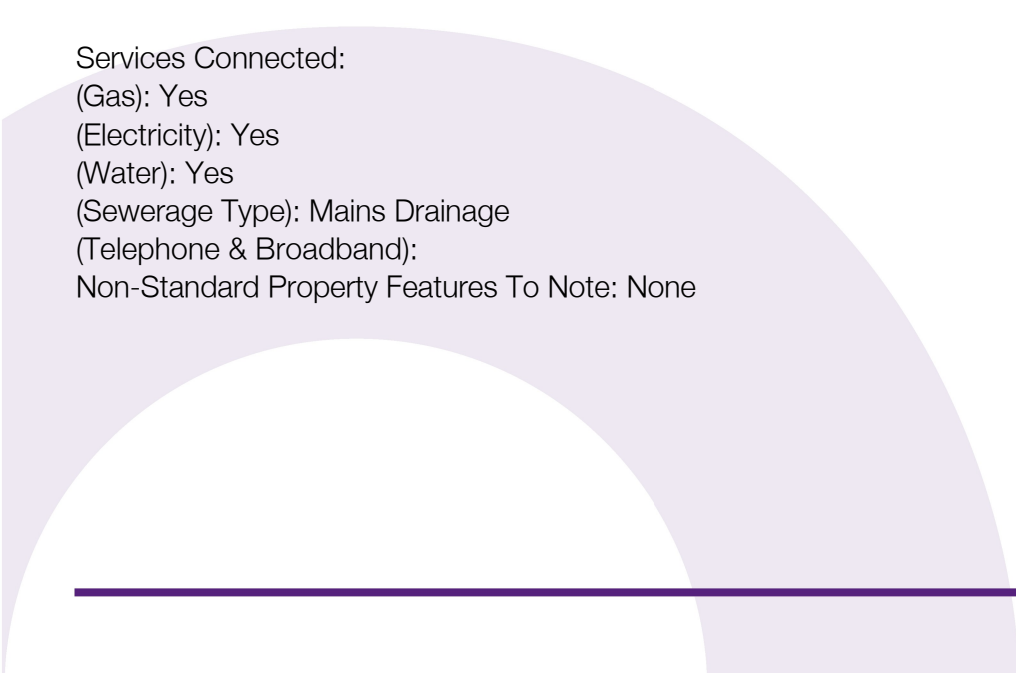 Services Connected:
(Gas): Yes
(Electricity): Yes
(Water): Yes
(Sewerage Type): Mains Drainage
(Telephone & Broadband):
Non-Standard Property Features To Note: None